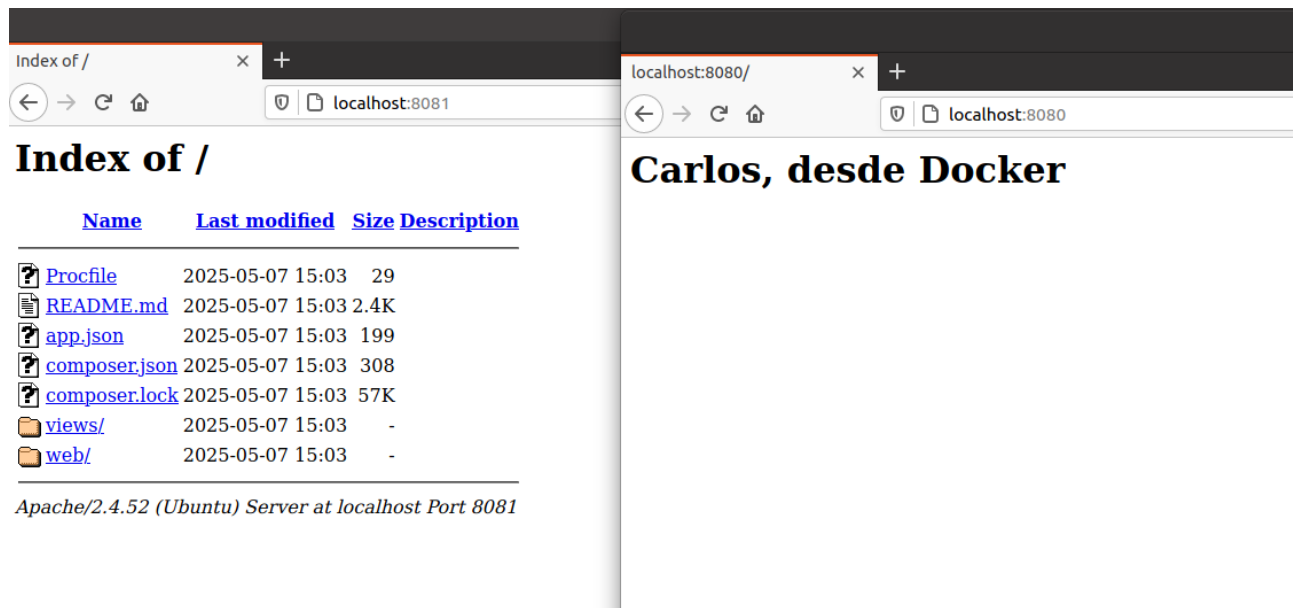 Index of /
localhost:8081
Index of /
Name Last modified Size Description
Procfile 2025-05-07 15:03 29
README.md 2025-05-07 15:03 2.4K
app.json 2025-05-07 15:03 199
composer.json 2025-05-07 15:03 308
composer.lock 2025-05-07 15:03 57K
views/ 2025-05-07 15:03 -
web/ 2025-05-07 15:03 -
Apache/2.4.52 (Ubuntu) Server at localhost Port 8081
localhost:8080/
localhost:8080
Carlos, desde Docker